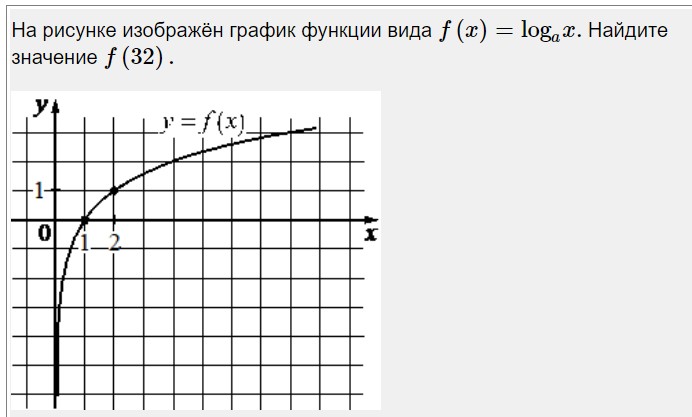 На рисунке изображён график функции вида f (x) = logₐx. Найдите
значение f (32) .
y
y = f(x)
1
0
1
2
x